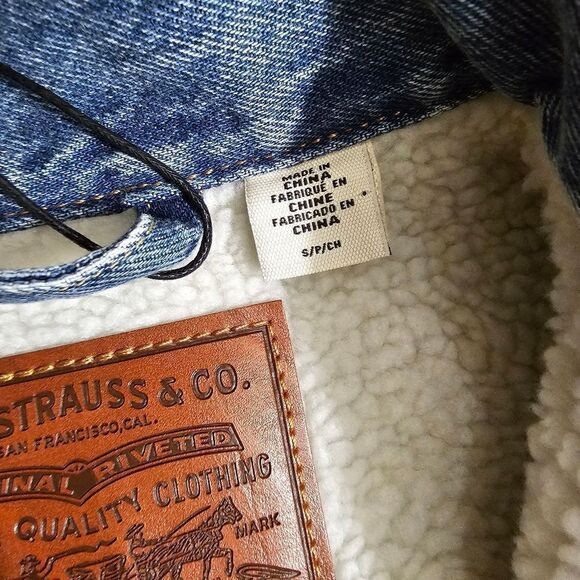 MADE IN
CHINA
FABRIQUÉ EN
CHINE
FABRICADO EN
CHINA
S/P/CH
STRAUSS & CO.
SAN FRANCISCO, CAL.
NAL RIVETED
QUALITY CLOTHING
MARK